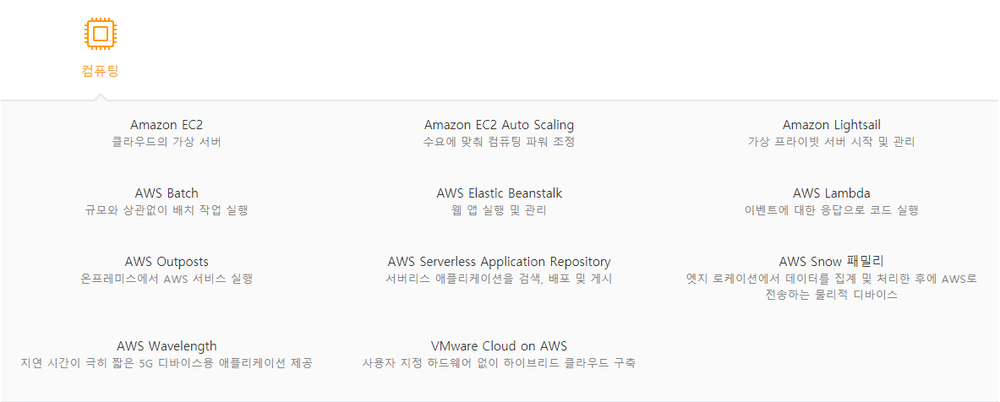 컴퓨팅
Amazon EC2
클라우드의 가상 서버
Amazon EC2 Auto Scaling
수요에 맞춰 컴퓨팅 파워 조정
Amazon Lightsail
가상 프라이빗 서버 시작 및 관리
AWS Batch
규모와 상관없이 배치 작업 실행
AWS Elastic Beanstalk
웹 앱 실행 및 관리
AWS Lambda
이벤트에 대한 응답으로 코드 실행
AWS Outposts
온프레미스에서 AWS 서비스 실행
AWS Serverless Application Repository
서버리스 애플리케이션을 검색, 배포 및 게시
AWS Snow 패밀리
엣지 로케이션에서 데이터를 집계 및 처리한 후에 AWS로
전송하는 물리적 디바이스
AWS Wavelength
지연 시간이 극히 짧은 5G 디바이스용 애플리케이션 제공
VMware Cloud on AWS
사용자 지정 하드웨어 없이 하이브리드 클라우드 구축